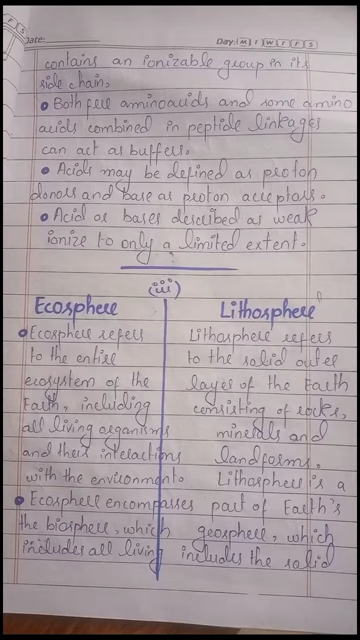 Date:
Day: M T W T F S
contains an ionizable group in its
side chain.
• Both free aminoacids and some amino
acids combined in peptide linkages
can act as buffers.
• Acids may be defined as proton
donors and base as proton acceptors.
• Acid or bases described as weak
ionize to only a limited extent.
(iii)
Ecosphere
• Ecosphere refers
to the entire
ecosystem of the
Earth, including
all living organisms
and their interactions
with the environment.
• Ecosphere encompasses
the biosphere, which
includes all living
Lithosphere
Lithosphere refers
to the solid outer
layer of the Earth
consisting of rocks,
minerals and
landforms.
Lithosphere is a
part of Earth's
geosphere, which
includes the solid